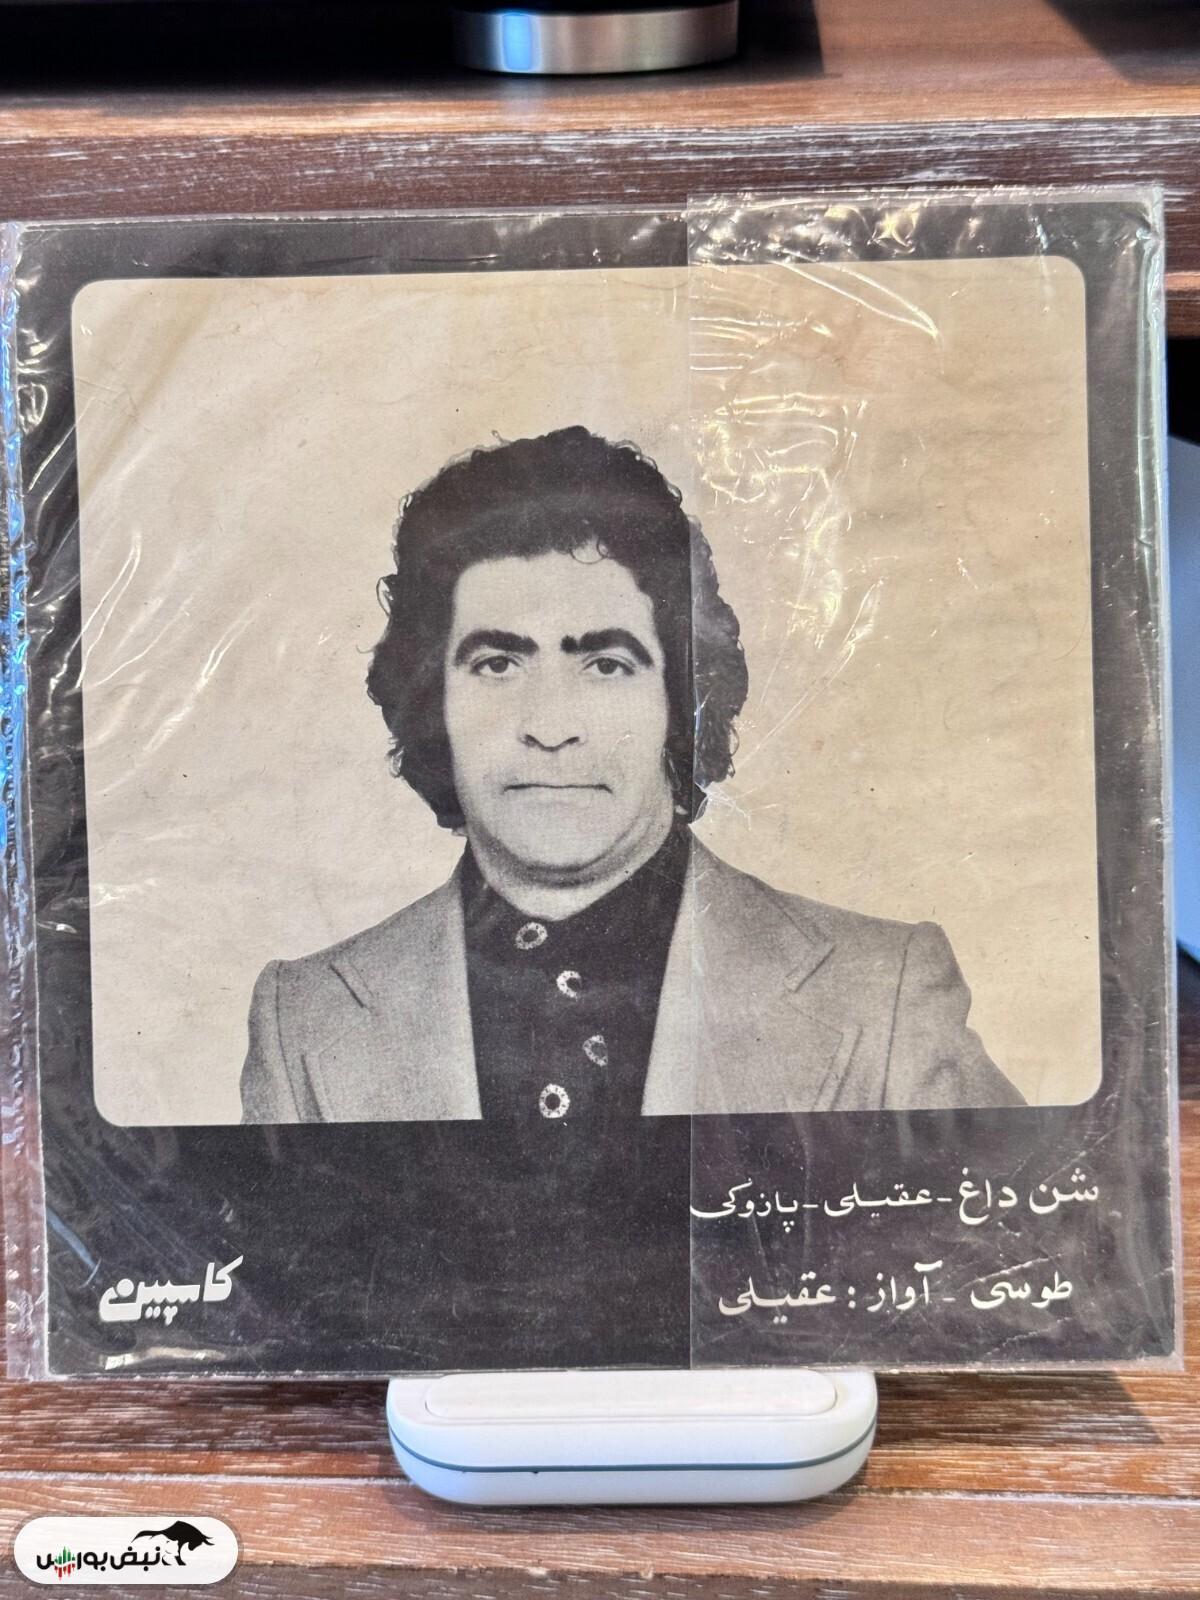 شن داغ - عقیلی - پازوکی
طوسی - آواز : عقیلی
کاسپین
نبض بورس